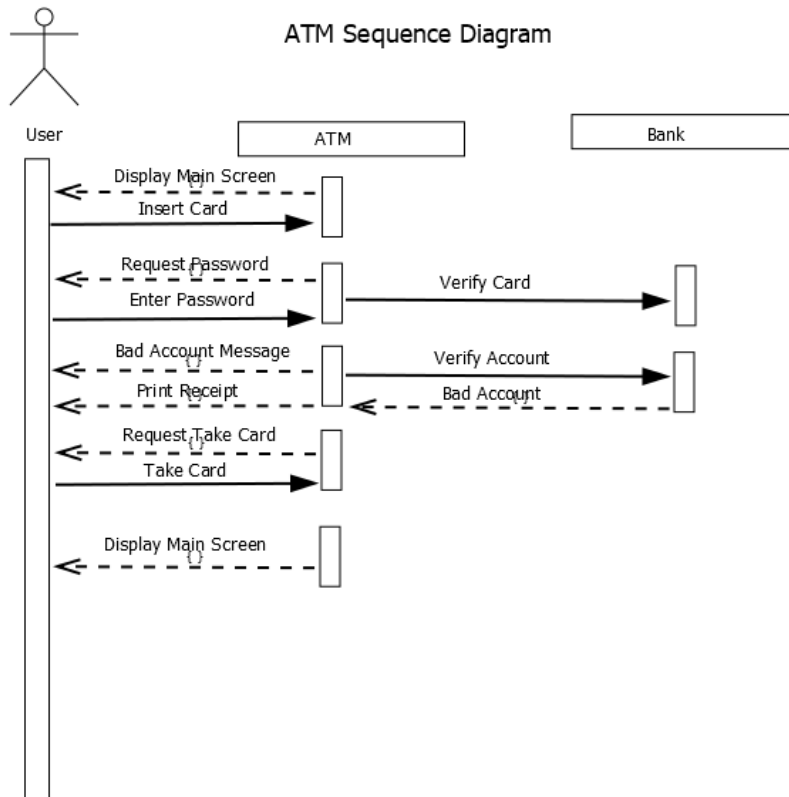 ATM Sequence Diagram
User
ATM
Bank
Display Main Screen
{ }
Insert Card
Request Password
{ }
Verify Card
Enter Password
Bad Account Message
{ }
Verify Account
Print Receipt
{ }
Bad Account
{ }
Request Take Card
{ }
Take Card
Display Main Screen
{ }